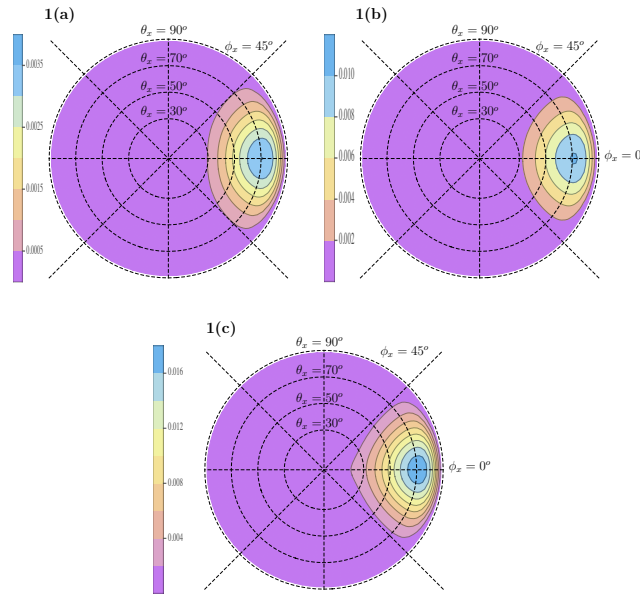 1(a)
θₓ = 90°
ϕₓ = 45°
θₓ = 70°
θₓ = 50°
θₓ = 30°
0.0035
0.0025
0.0015
0.0005
1(b)
θₓ = 90°
ϕₓ = 45°
θₓ = 70°
θₓ = 50°
θₓ = 30°
ϕₓ = 0
0.010
0.008
0.006
0.004
0.002
1(c)
θₓ = 90°
ϕₓ = 45°
θₓ = 70°
θₓ = 50°
θₓ = 30°
ϕₓ = 0°
0.016
0.012
0.008
0.004